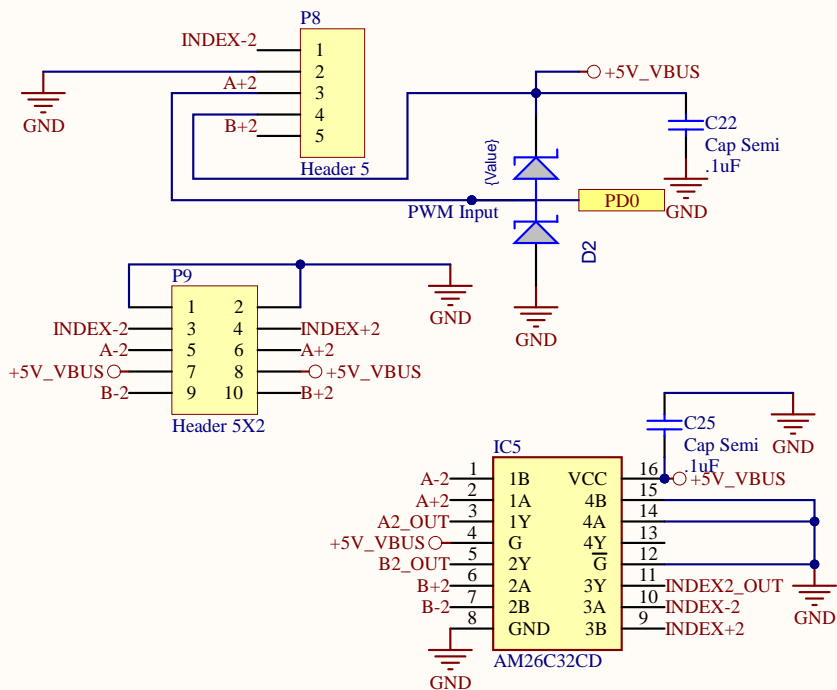 P8
INDEX-2
1
2
A+2
3
4
B+2
5
Header 5
GND
+5V_VBUS
C22
Cap Semi
.1uF
GND
{Value}
PWM Input
PD0
D2
GND
P9
1
2
GND
INDEX-2
3
4
INDEX+2
A-2
5
6
A+2
+5V_VBUS
7
8
+5V_VBUS
B-2
9
10
B+2
Header 5X2
C25
Cap Semi
.1uF
GND
IC5
A-2
1
1B
VCC
16
+5V_VBUS
A+2
2
1A
4B
15
A2_OUT
3
1Y
4A
14
+5V_VBUS
4
G
4Y
13
B2_OUT
5
2Y
G
12
B+2
6
2A
3Y
11
INDEX2_OUT
B-2
7
2B
3A
10
INDEX-2
8
GND
3B
9
INDEX+2
GND
GND
AM26C32CD